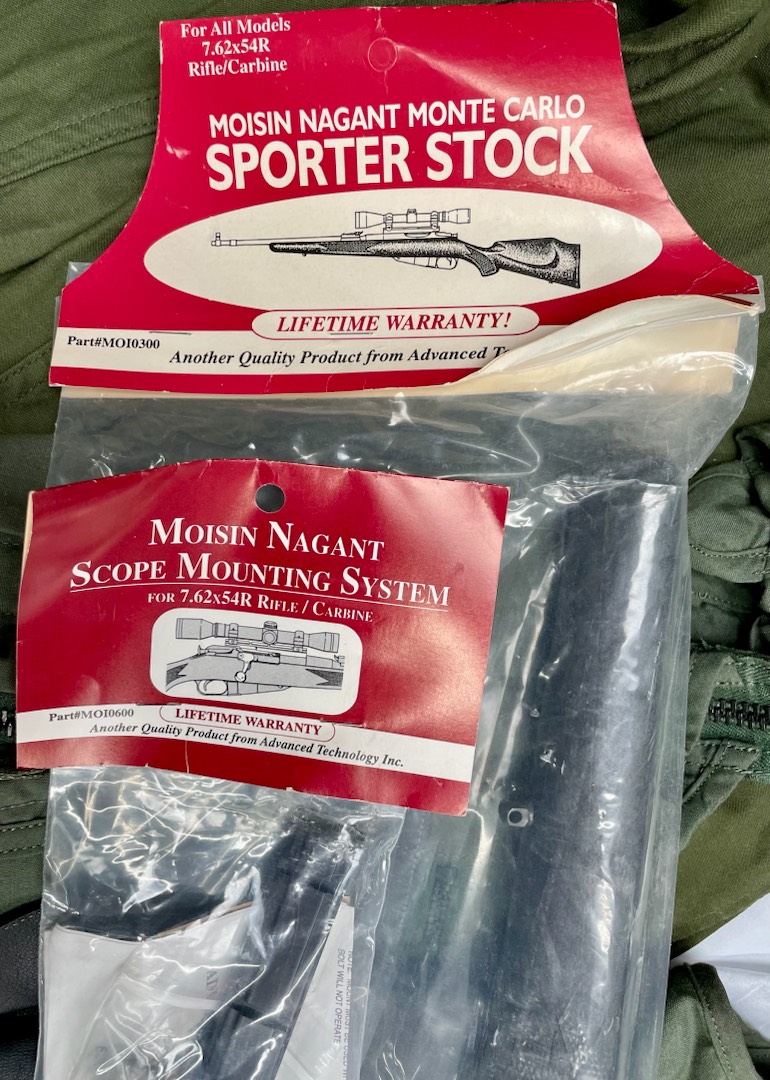 For All Models
7.62x54R
Rifle/Carbine
MOISIN NAGANT MONTE CARLO
SPORTER STOCK
LIFETIME WARRANTY!
Part#MOI0300
Another Quality Product from Advanced
MOISIN NAGANT
SCOPE MOUNTING SYSTEM
FOR 7.62X54R RIFLE / CARBINE
Part#MOI0600
LIFETIME WARRANTY
Another Quality Product from Advanced Technology Inc.
BOLT WILL NOT OPERATE